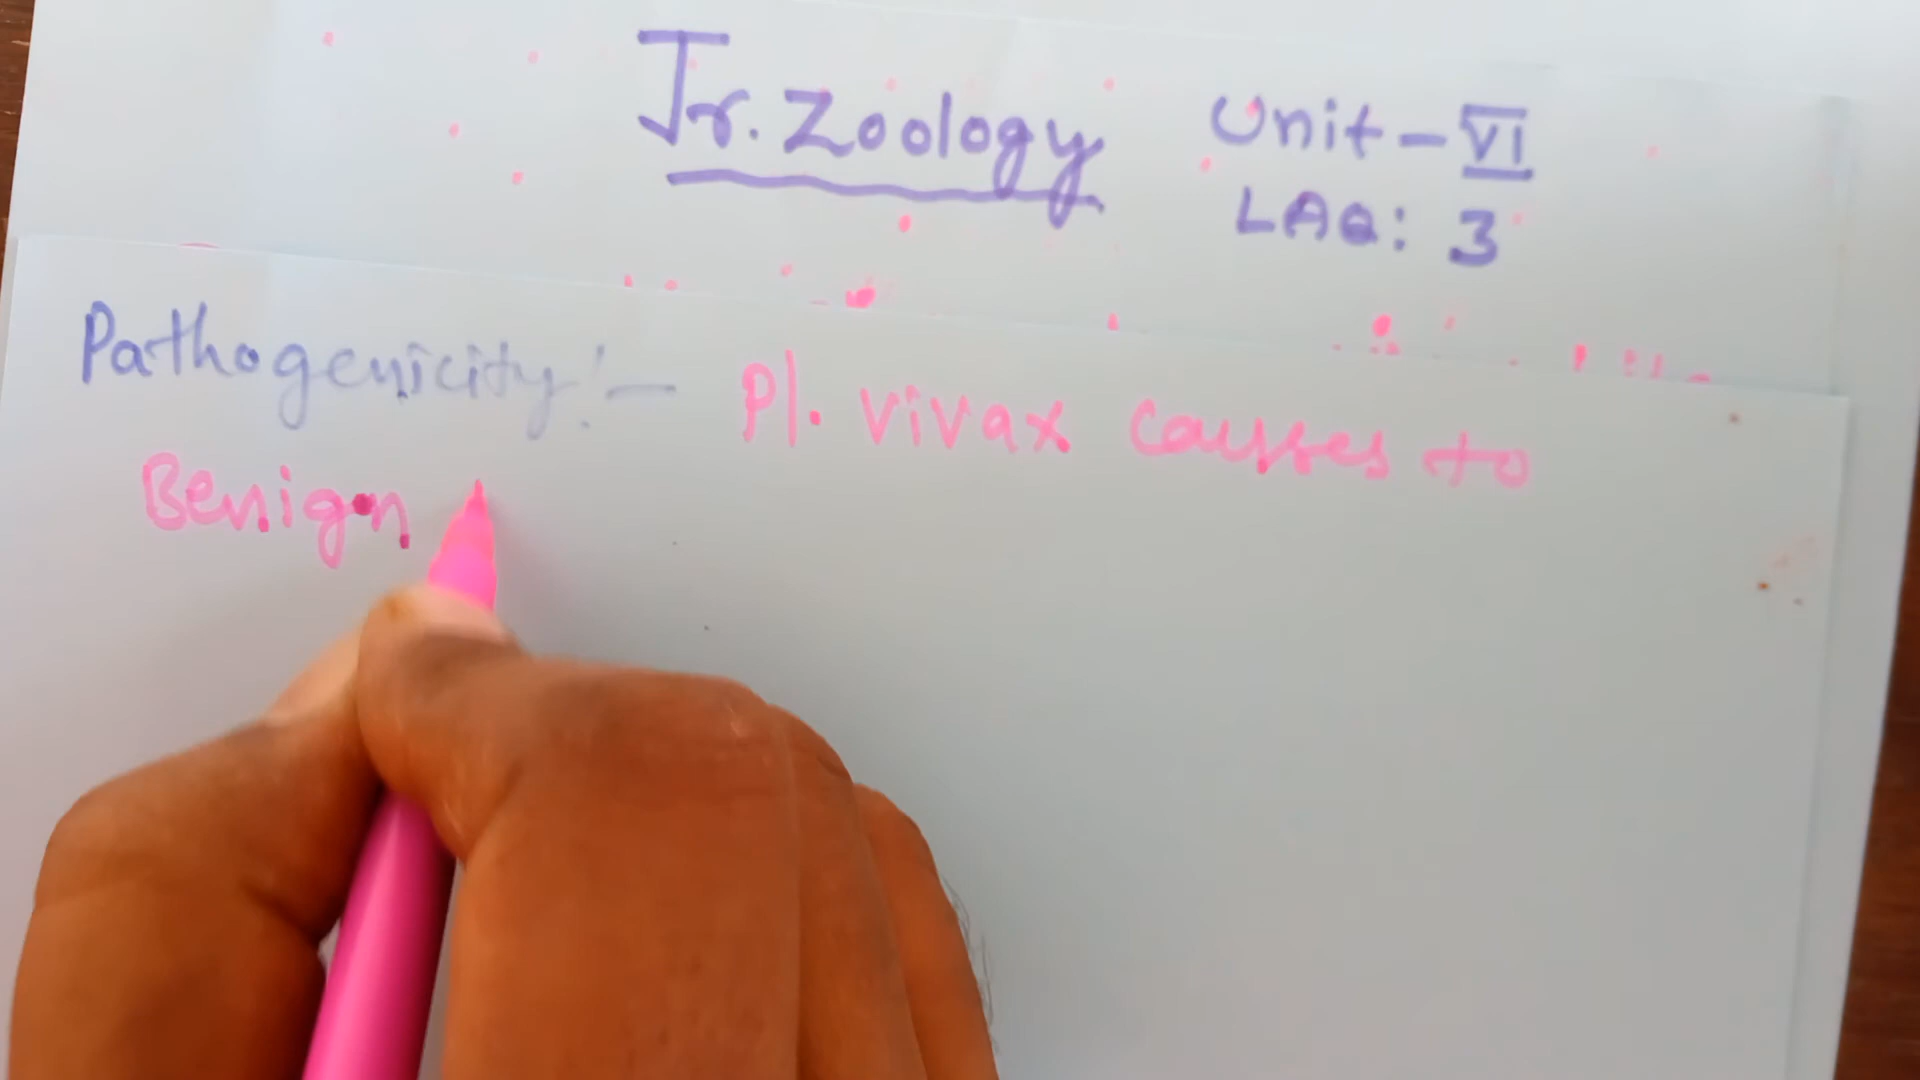 Jr. Zoology
Unit - VI
LAQ: 3
Pathogenicity:- Pl. vivax causes to
Benign